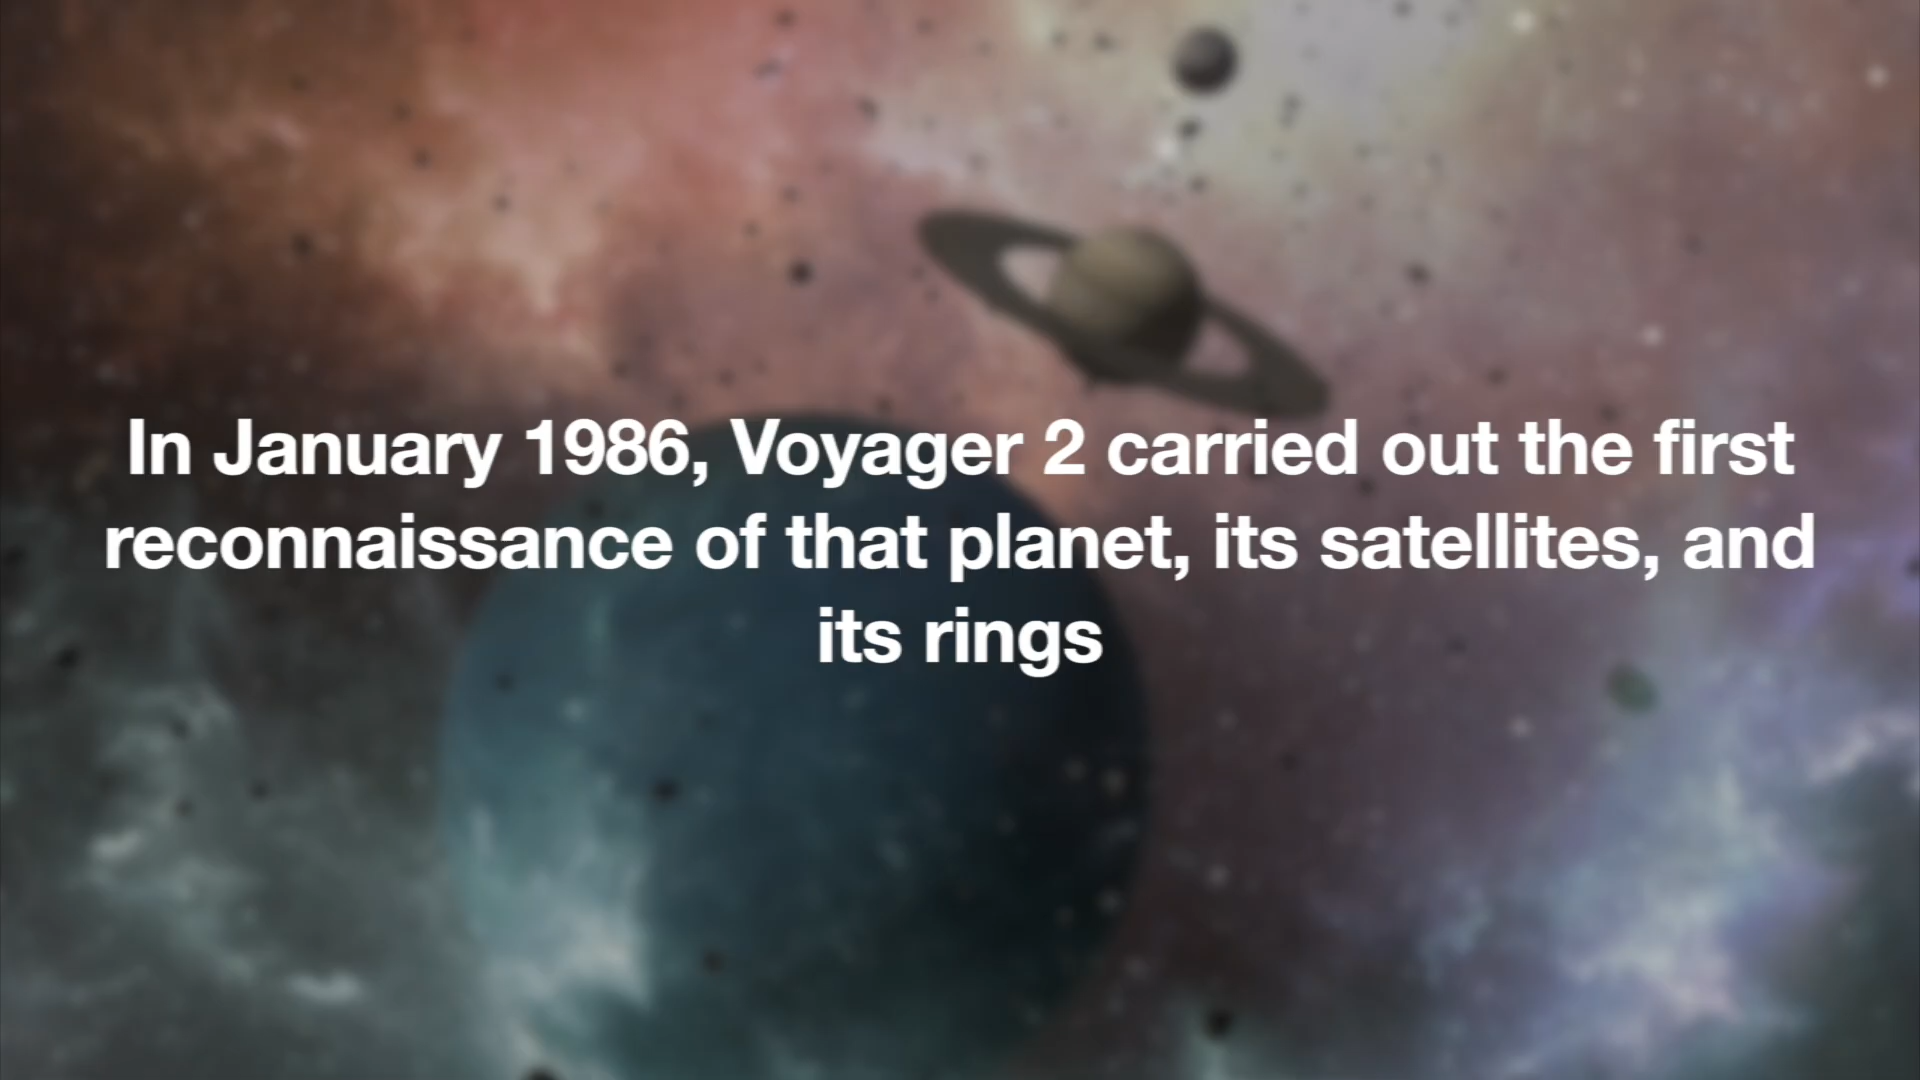 In January 1986, Voyager 2 carried out the first
reconnaissance of that planet, its satellites, and
its rings